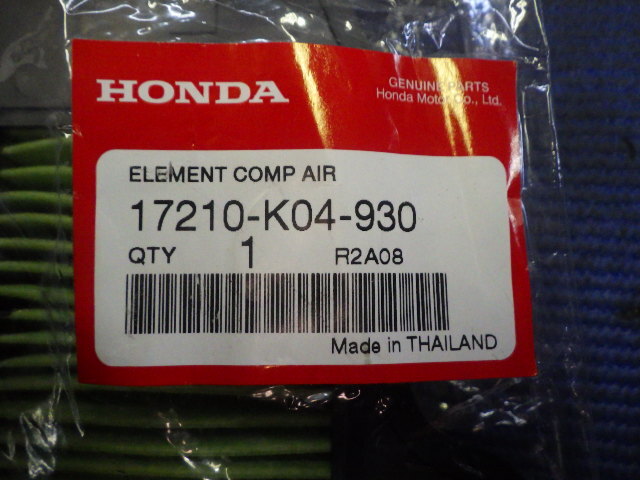 HONDA
GENUINE PARTS
Honda Motor Co., Ltd.
ELEMENT COMP AIR
17210-K04-930
QTY 1 R2A08
Made in THAILAND